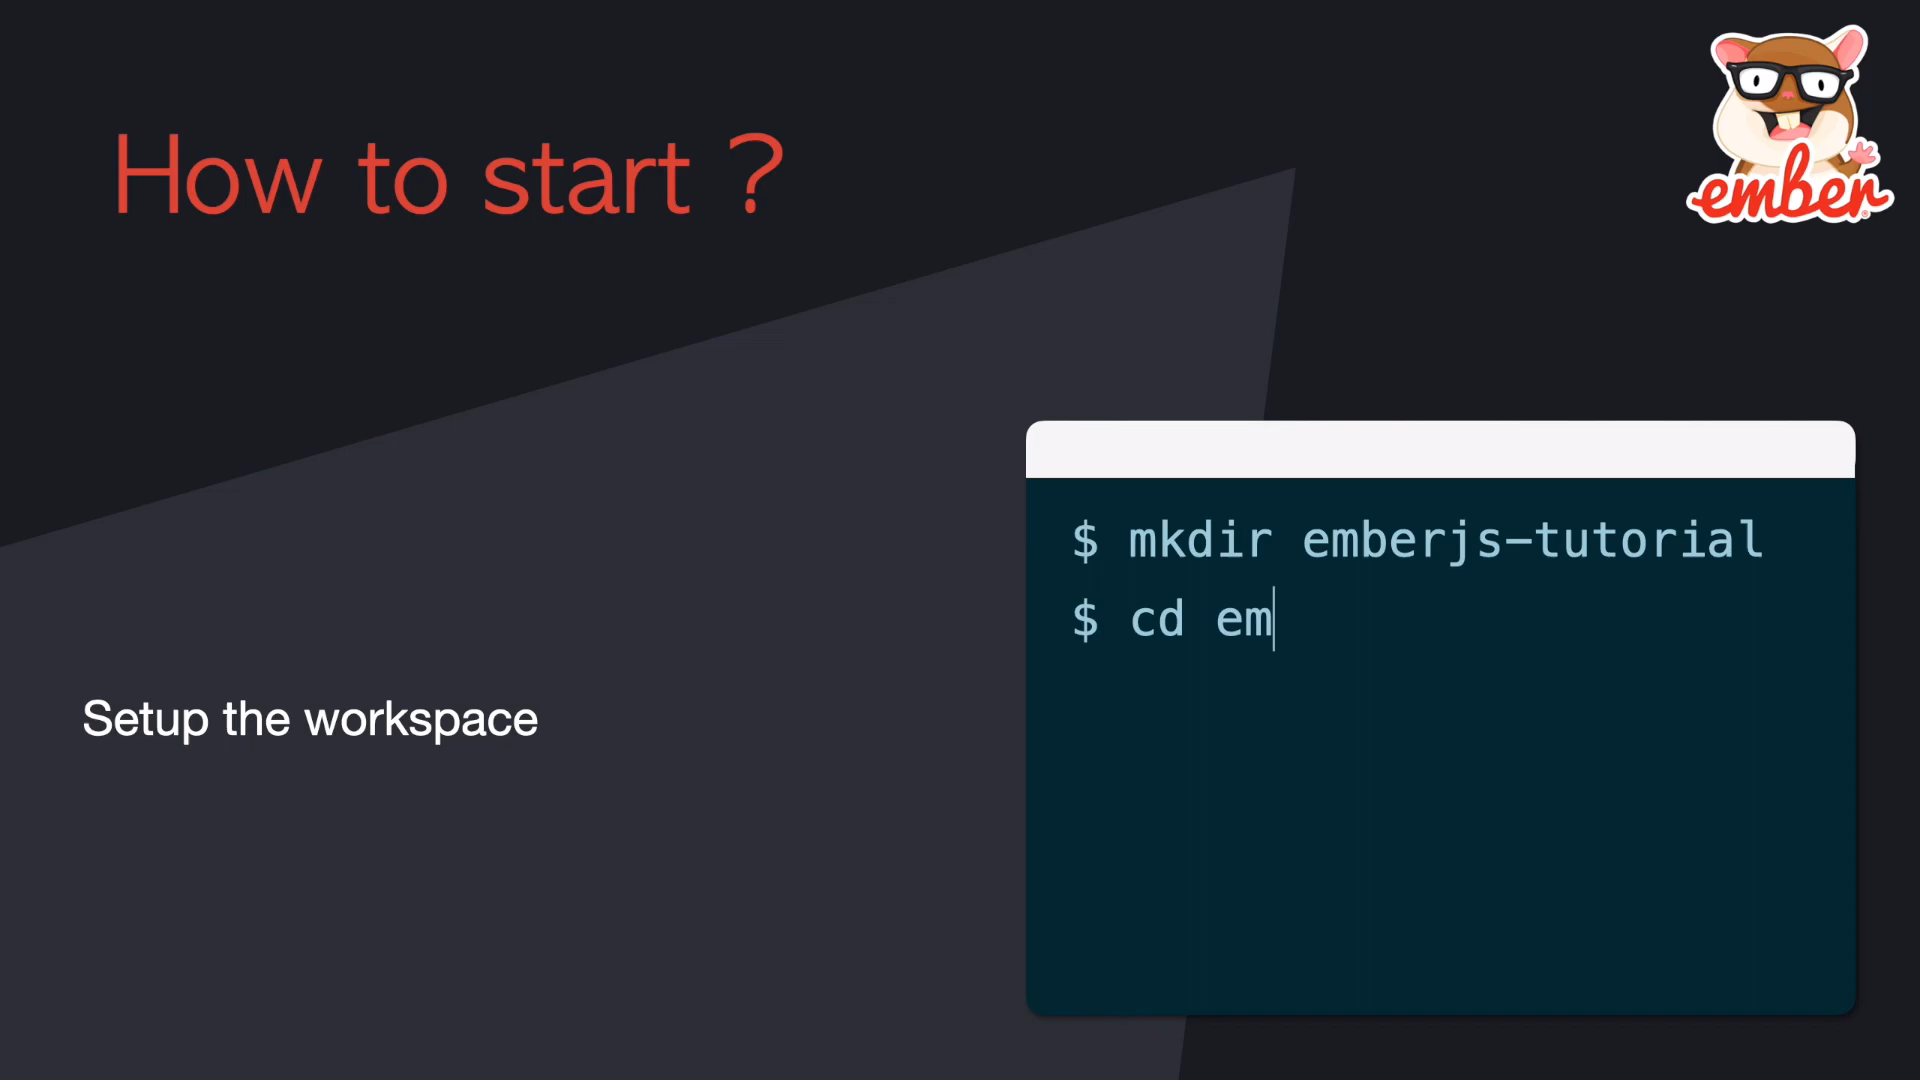 How to start ?
ember
$ mkdir emberjs-tutorial
$ cd em
Setup the workspace